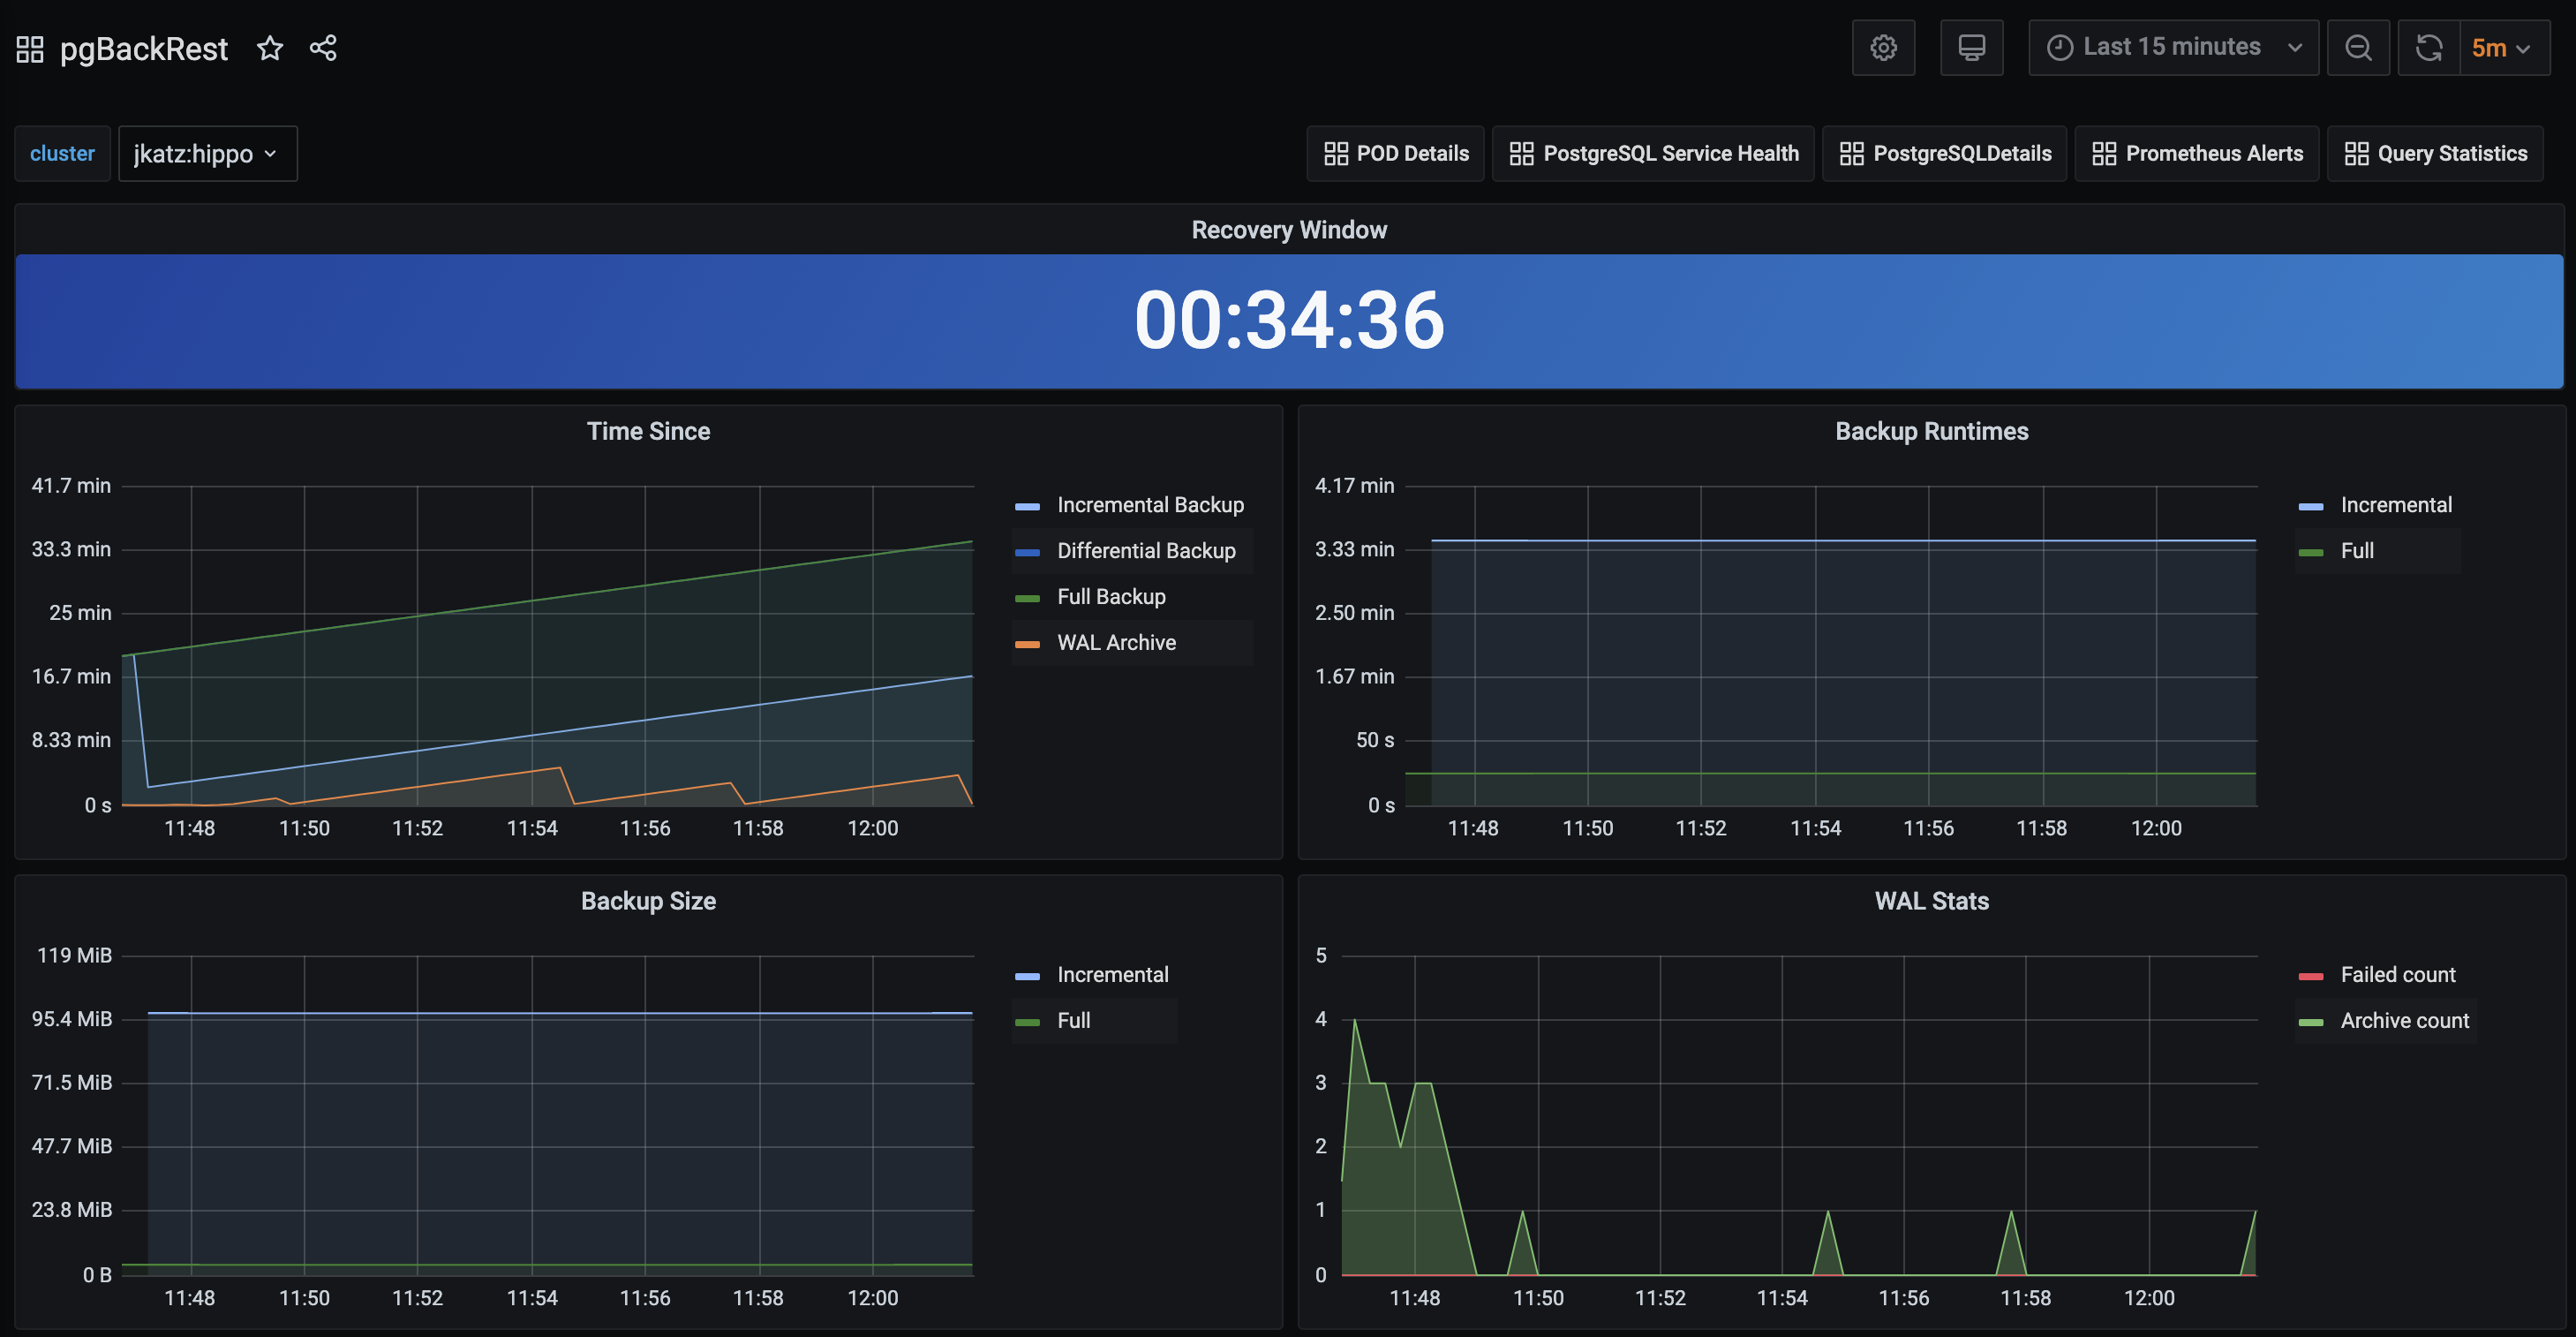 pgBackRest
Last 15 minutes
5m
cluster
jkatz:hippo
POD Details
PostgreSQL Service Health
PostgreSQLDetails
Prometheus Alerts
Query Statistics
Recovery Window
00:34:36
Time Since
41.7 min
33.3 min
25 min
16.7 min
8.33 min
0 s
11:48 11:50 11:52 11:54 11:56 11:58 12:00
Incremental Backup
Differential Backup
Full Backup
WAL Archive
Backup Runtimes
4.17 min
3.33 min
2.50 min
1.67 min
50 s
0 s
11:48 11:50 11:52 11:54 11:56 11:58 12:00
Incremental
Full
Backup Size
119 MiB
95.4 MiB
71.5 MiB
47.7 MiB
23.8 MiB
0 B
11:48 11:50 11:52 11:54 11:56 11:58 12:00
Incremental
Full
WAL Stats
5
4
3
2
1
0
11:48 11:50 11:52 11:54 11:56 11:58 12:00
Failed count
Archive count